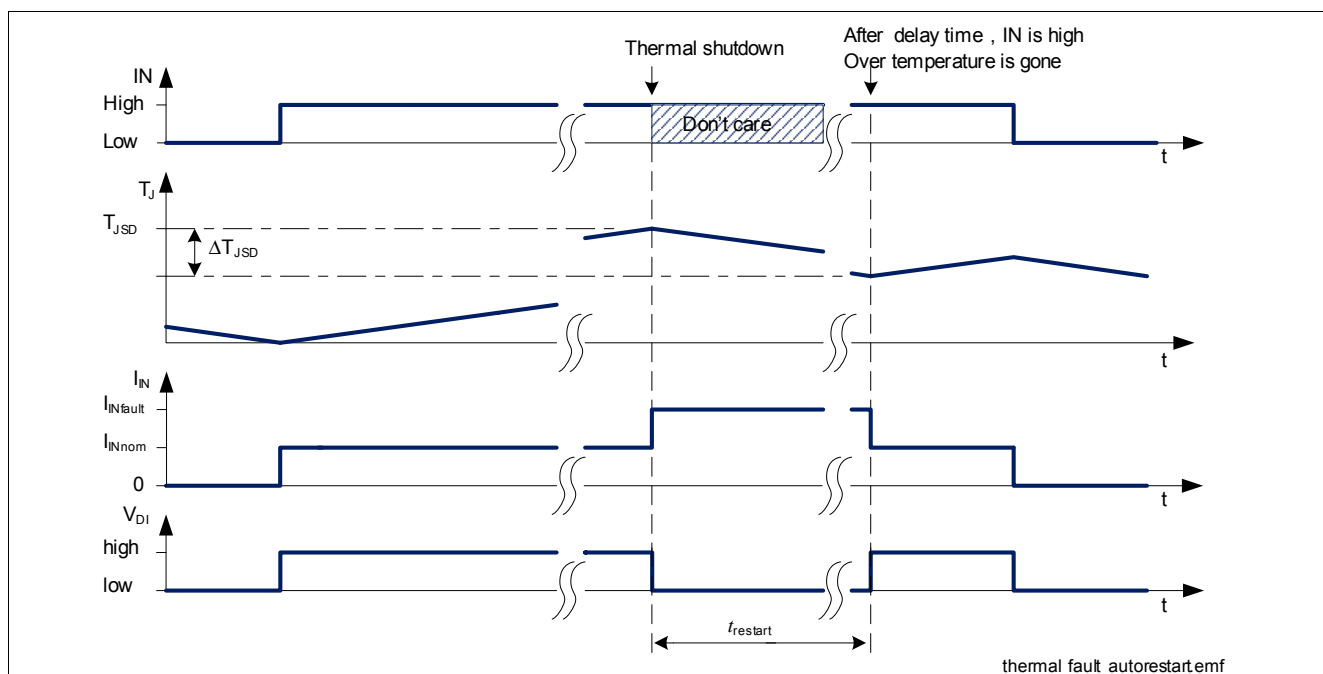 Thermal shutdown
After delay time , IN is high
Over temperature is gone
IN
High
Low
Don't care
t
TJ
TJSD
ΔTJSD
t
IIN
IINfault
IINnom
0
t
VDI
high
low
t
trestart
thermal fault autorestart.emf